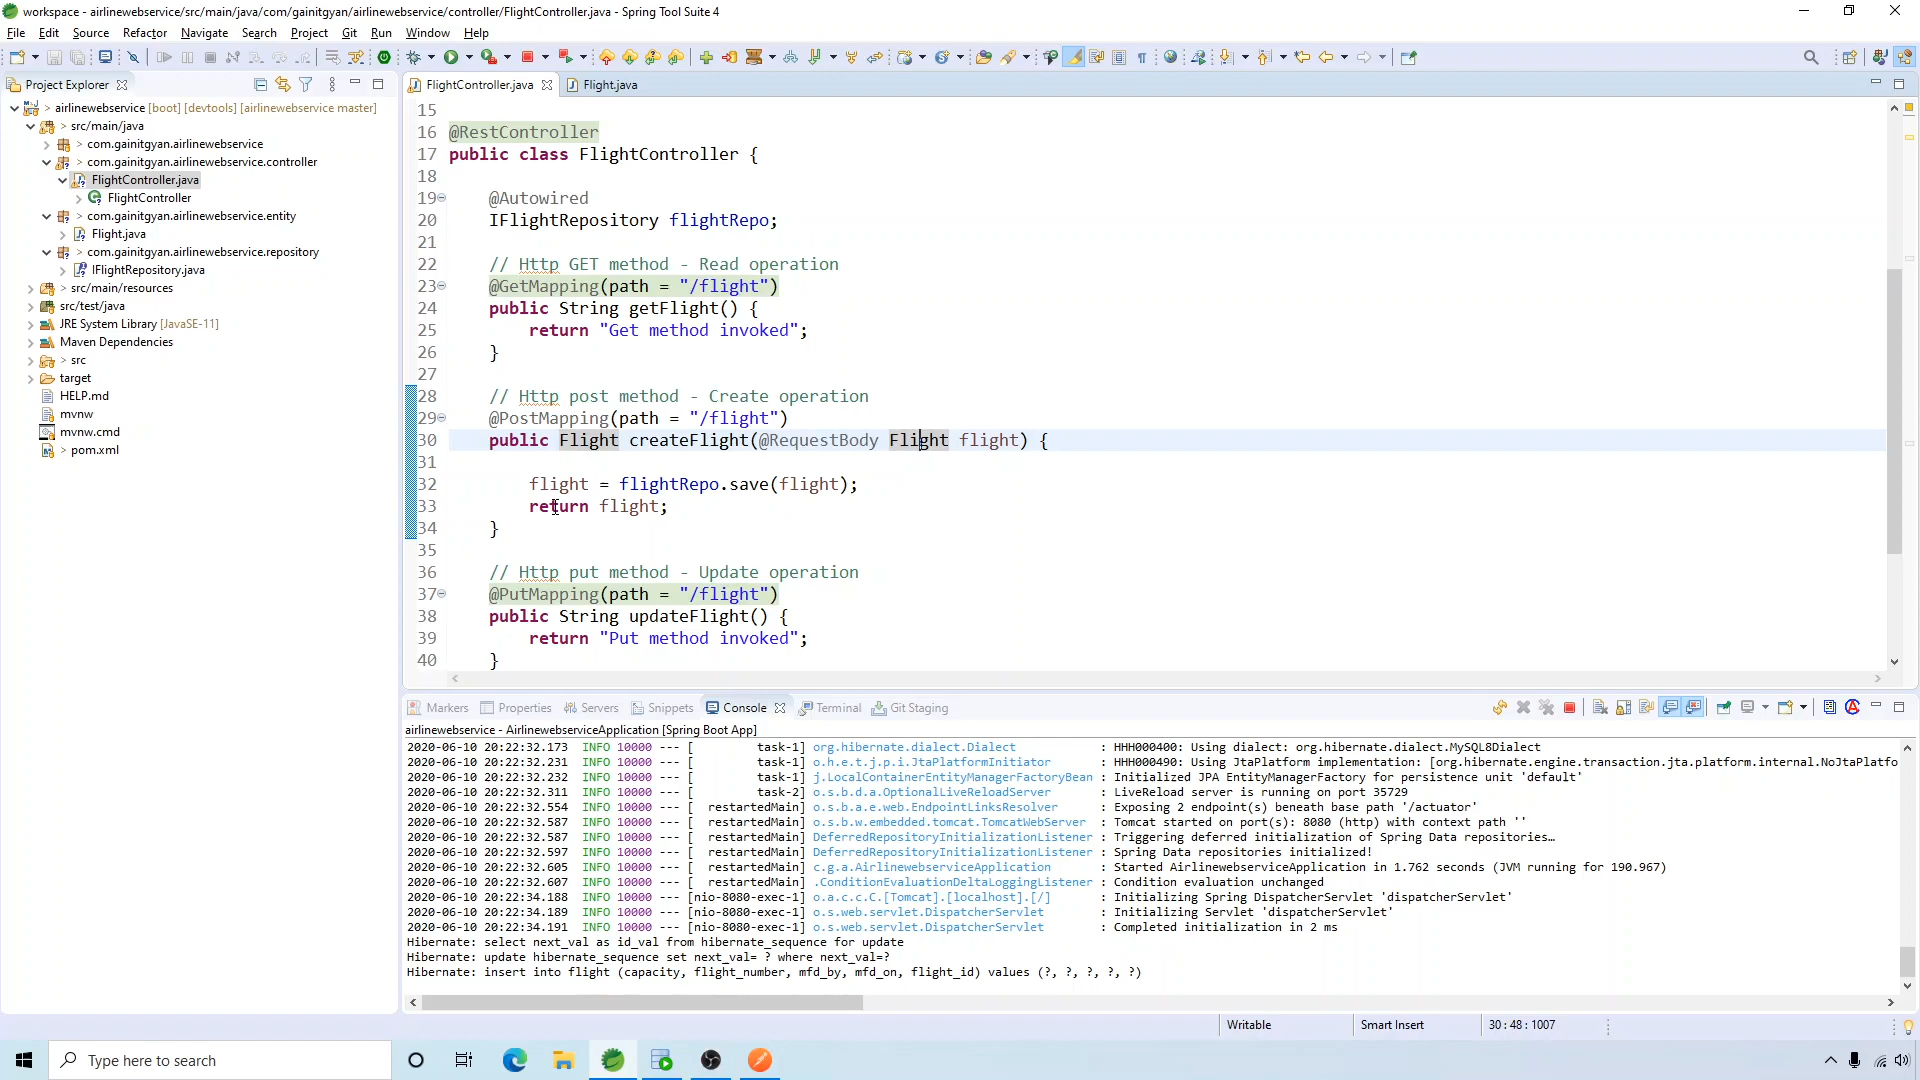 workspace - airlinewebservice/src/main/java/com/gainitgyan/airlinewebservice/controller/FlightController.java - Spring Tool Suite 4
File Edit Source Refactor Navigate Search Project Git Run Window Help
Project Explorer
> airlinewebservice [boot] [devtools] [airlinewebservice master]
> src/main/java
> com.gainitgyan.airlinewebservice
> com.gainitgyan.airlinewebservice.controller
FlightController.java
FlightController
> com.gainitgyan.airlinewebservice.entity
Flight.java
> com.gainitgyan.airlinewebservice.repository
IFlightRepository.java
> src/main/resources
src/test/java
JRE System Library [JavaSE-11]
Maven Dependencies
> src
target
HELP.md
mvnw
mvnw.cmd
> pom.xml
FlightController.java Flight.java
15
16 @RestController
17 public class FlightController {
18
19 @Autowired
20 IFlightRepository flightRepo;
21
22 // Http GET method - Read operation
23 @GetMapping(path = "/flight")
24 public String getFlight() {
25 return "Get method invoked";
26 }
27
28 // Http post method - Create operation
29 @PostMapping(path = "/flight")
30 public Flight createFlight(@RequestBody Flight flight) {
31
32 flight = flightRepo.save(flight);
33 return flight;
34 }
35
36 // Http put method - Update operation
37 @PutMapping(path = "/flight")
38 public String updateFlight() {
39 return "Put method invoked";
40 }
Markers Properties Servers Snippets Console Terminal Git Staging
airlinewebservice - AirlinewebserviceApplication [Spring Boot App]
2020-06-10 20:22:32.173 INFO 10000 --- [ task-1] org.hibernate.dialect.Dialect : HHH000400: Using dialect: org.hibernate.dialect.MySQL8Dialect
2020-06-10 20:22:32.231 INFO 10000 --- [ task-1] o.h.e.t.j.p.i.JtaPlatformInitiator : HHH000490: Using JtaPlatform implementation: [org.hibernate.engine.transaction.jta.platform.internal.NoJtaPlatfo
2020-06-10 20:22:32.232 INFO 10000 --- [ task-1] j.LocalContainerEntityManagerFactoryBean : Initialized JPA EntityManagerFactory for persistence unit 'default'
2020-06-10 20:22:32.311 INFO 10000 --- [ task-2] o.s.b.d.a.OptionalLiveReloadServer : LiveReload server is running on port 35729
2020-06-10 20:22:32.554 INFO 10000 --- [ restartedMain] o.s.b.a.e.web.EndpointLinksResolver : Exposing 2 endpoint(s) beneath base path '/actuator'
2020-06-10 20:22:32.587 INFO 10000 --- [ restartedMain] o.s.b.w.embedded.tomcat.TomcatWebServer : Tomcat started on port(s): 8080 (http) with context path ''
2020-06-10 20:22:32.587 INFO 10000 --- [ restartedMain] DeferredRepositoryInitializationListener : Triggering deferred initialization of Spring Data repositories…
2020-06-10 20:22:32.597 INFO 10000 --- [ restartedMain] DeferredRepositoryInitializationListener : Spring Data repositories initialized!
2020-06-10 20:22:32.605 INFO 10000 --- [ restartedMain] c.g.a.AirlinewebserviceApplication : Started AirlinewebserviceApplication in 1.762 seconds (JVM running for 190.967)
2020-06-10 20:22:32.607 INFO 10000 --- [ restartedMain] .ConditionEvaluationDeltaLoggingListener : Condition evaluation unchanged
2020-06-10 20:22:34.188 INFO 10000 --- [nio-8080-exec-1] o.a.c.c.C.[Tomcat].[localhost].[/] : Initializing Spring DispatcherServlet 'dispatcherServlet'
2020-06-10 20:22:34.189 INFO 10000 --- [nio-8080-exec-1] o.s.web.servlet.DispatcherServlet : Initializing Servlet 'dispatcherServlet'
2020-06-10 20:22:34.191 INFO 10000 --- [nio-8080-exec-1] o.s.web.servlet.DispatcherServlet : Completed initialization in 2 ms
Hibernate: select next_val as id_val from hibernate_sequence for update
Hibernate: update hibernate_sequence set next_val= ? where next_val=?
Hibernate: insert into flight (capacity, flight_number, mfd_by, mfd_on, flight_id) values (?, ?, ?, ?, ?)
Writable Smart Insert 30 : 48 : 1007
Type here to search